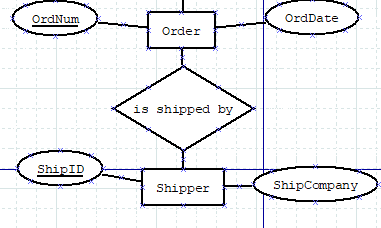 OrdNum
Order
OrdDate
is shipped by
ShipID
Shipper
ShipCompany